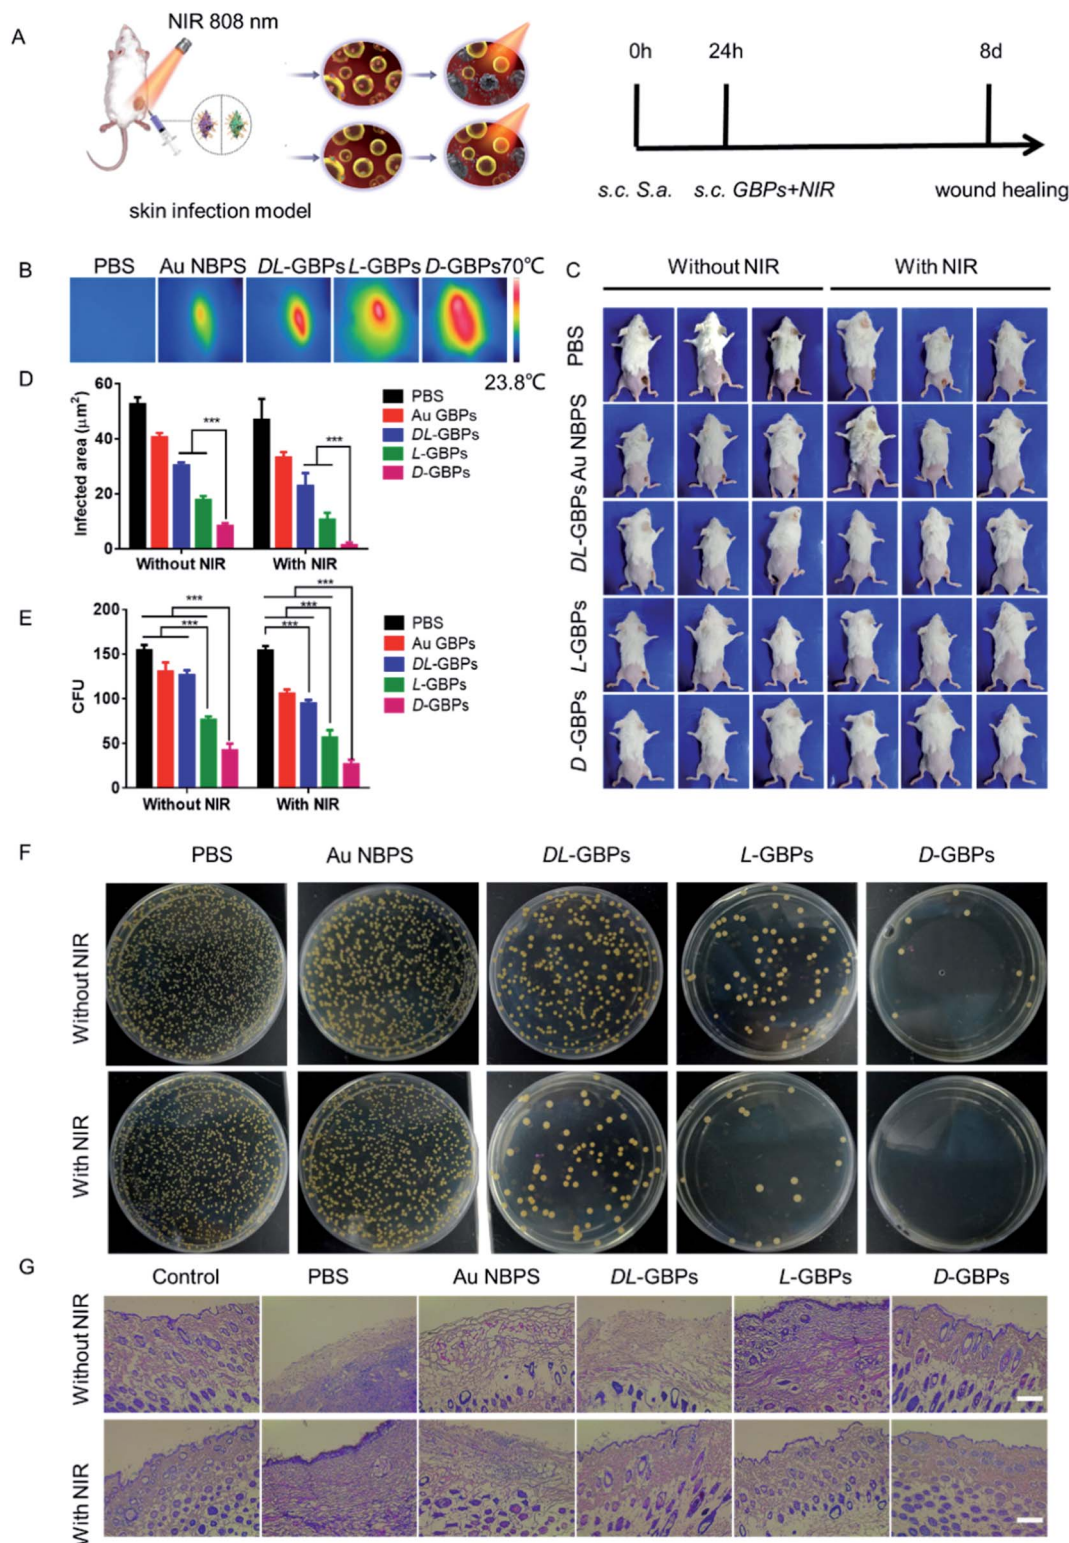 A
NIR 808 nm
skin infection model
0h 24h 8d
s.c. S.a. s.c. GBPs+NIR wound healing
B
PBS Au NBPS DL-GBPs L-GBPs D-GBPs 70℃
23.8℃
C
Without NIR With NIR
PBS
Au NBPS
DL-GBPs
L-GBPs
D -GBPs
D
Infected area (μm²)
60
40
20
0
*** ***
Without NIR With NIR
PBS
Au GBPs
DL-GBPs
L-GBPs
D-GBPs
E
CFU
200
150
100
50
0
*** ***
*** ***
***
Without NIR With NIR
PBS
Au GBPs
DL-GBPs
L-GBPs
D-GBPs
F
PBS Au NBPS DL-GBPs L-GBPs D-GBPs
Without NIR
With NIR
G
Control PBS Au NBPS DL-GBPs L-GBPs D-GBPs
Without NIR
With NIR